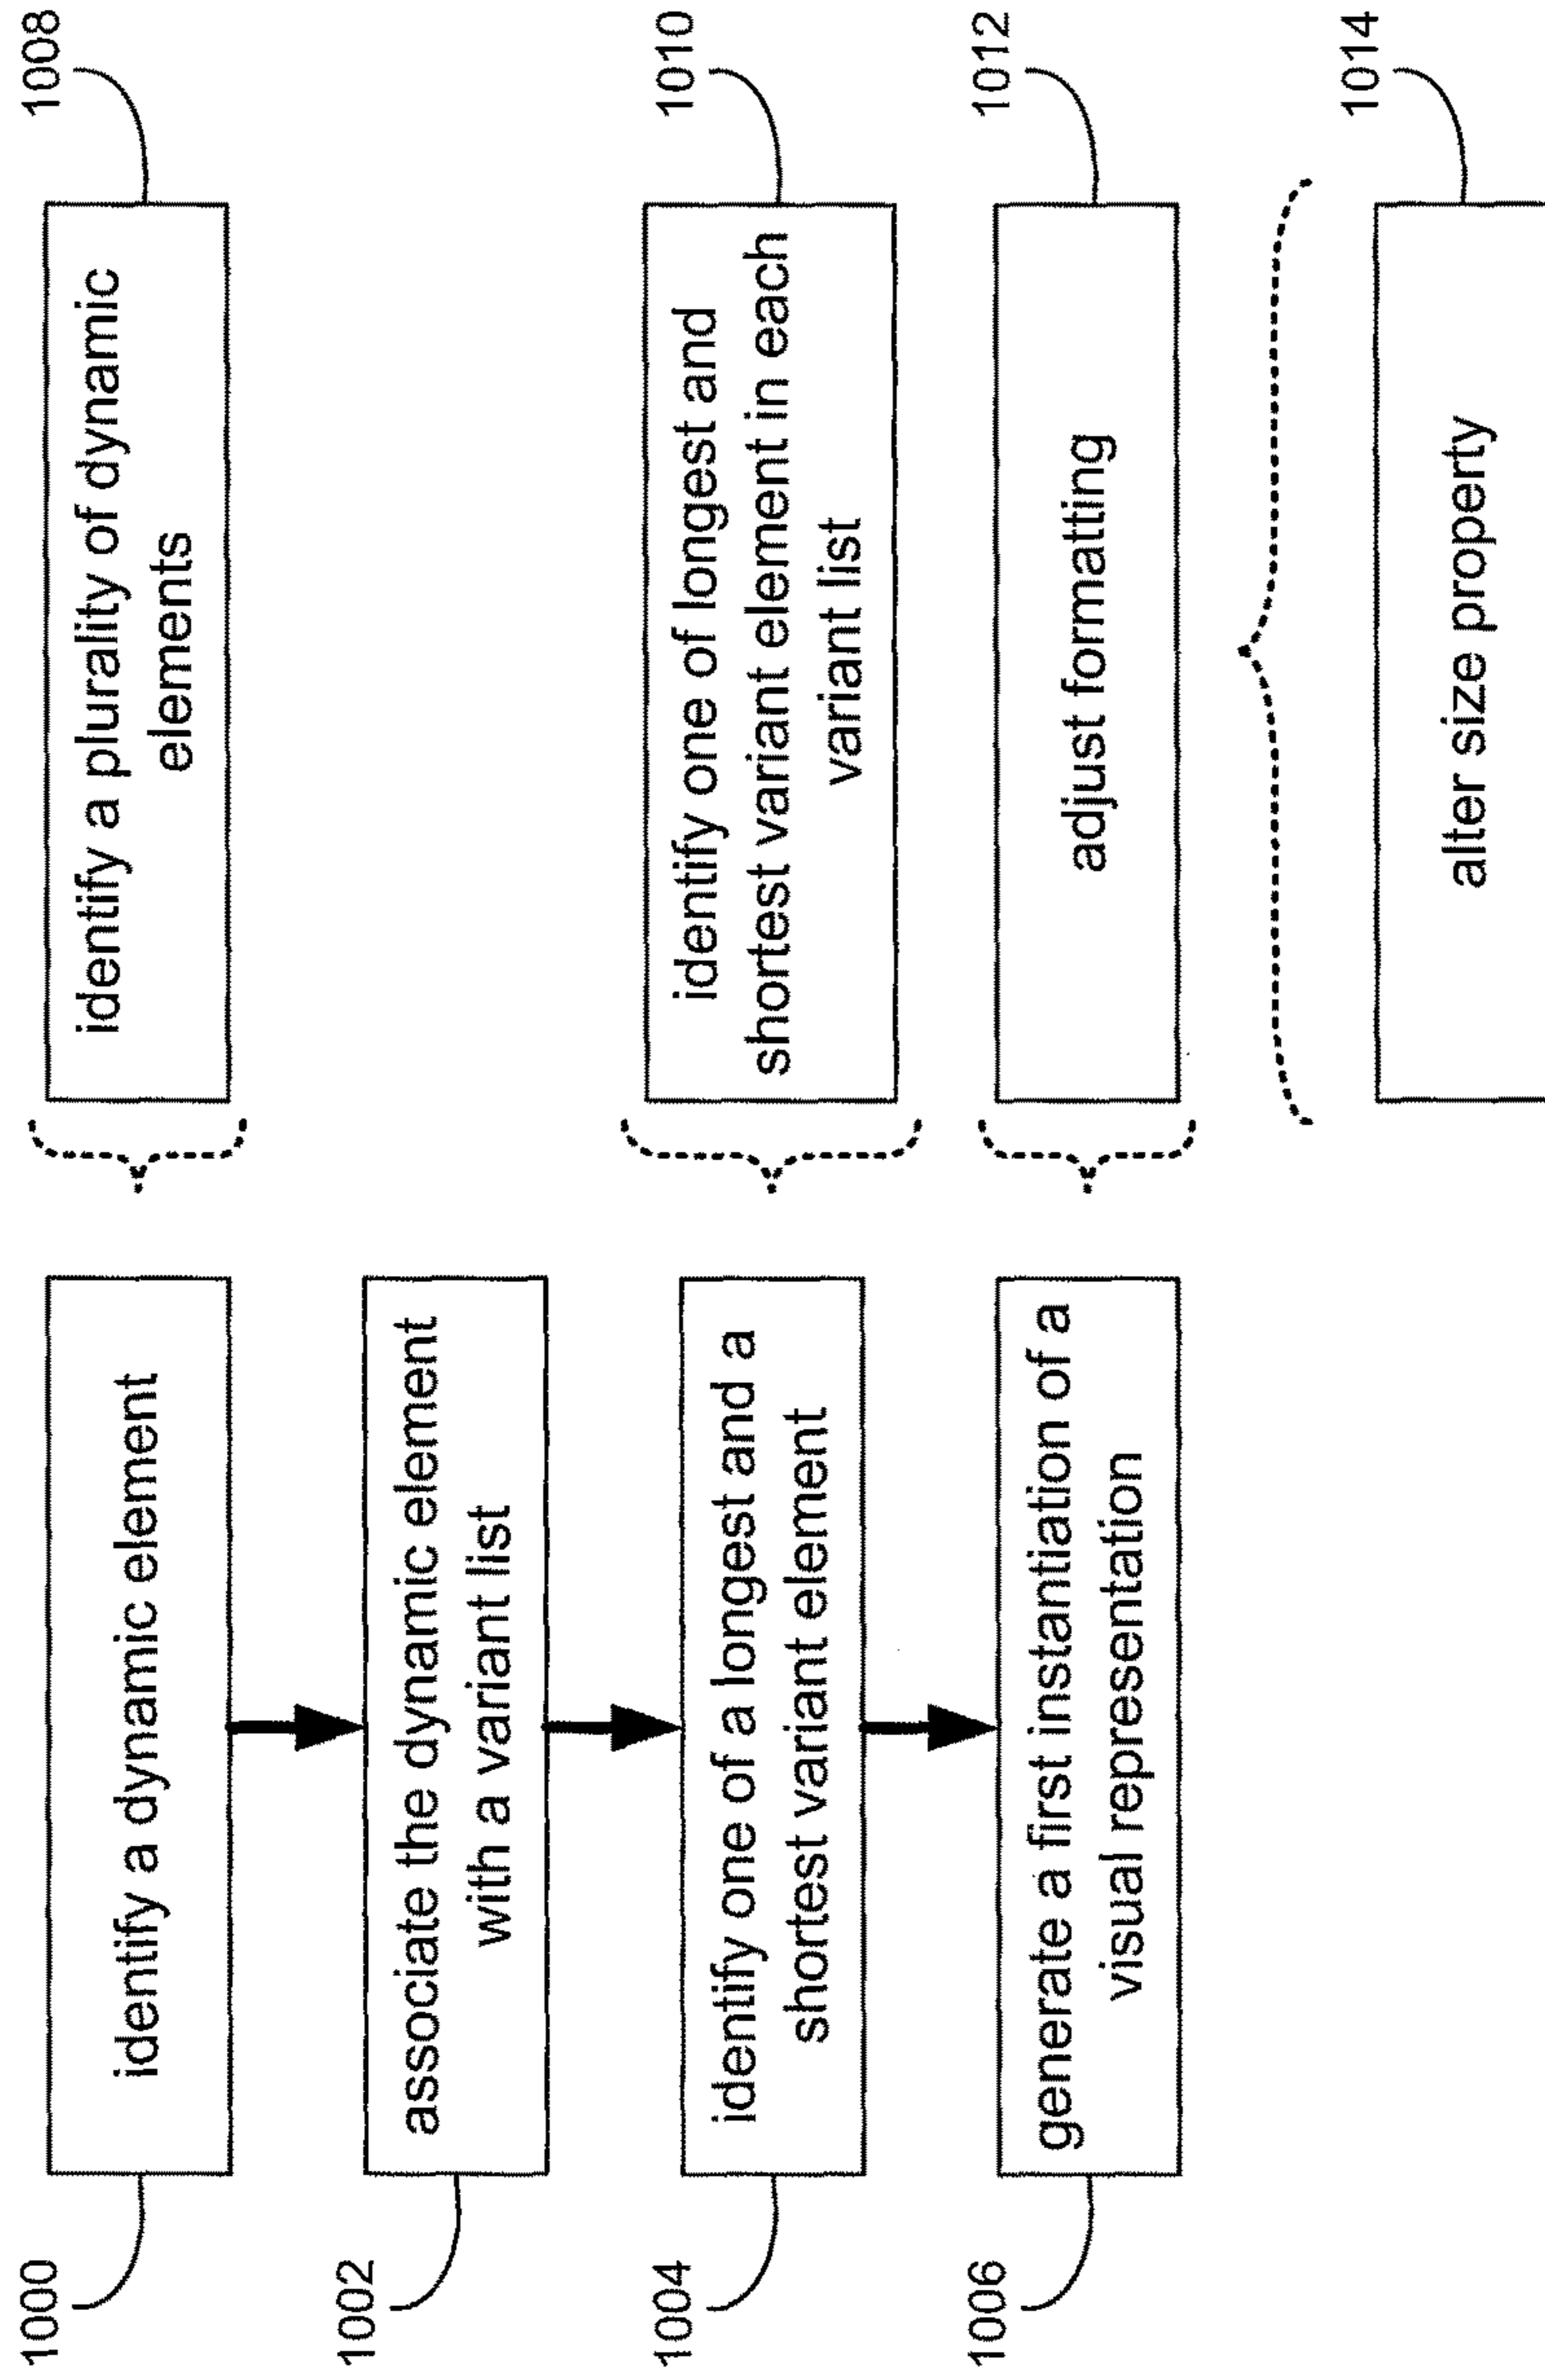 1000
identify a dynamic element
1002
associate the dynamic element
with a variant list
1004
identify one of a longest and a
shortest variant element
1006
generate a first instantiation of a
visual representation
1008
identify a plurality of dynamic
elements
1010
identify one of longest and
shortest variant element in each
variant list
1012
adjust formatting
1014
alter size property